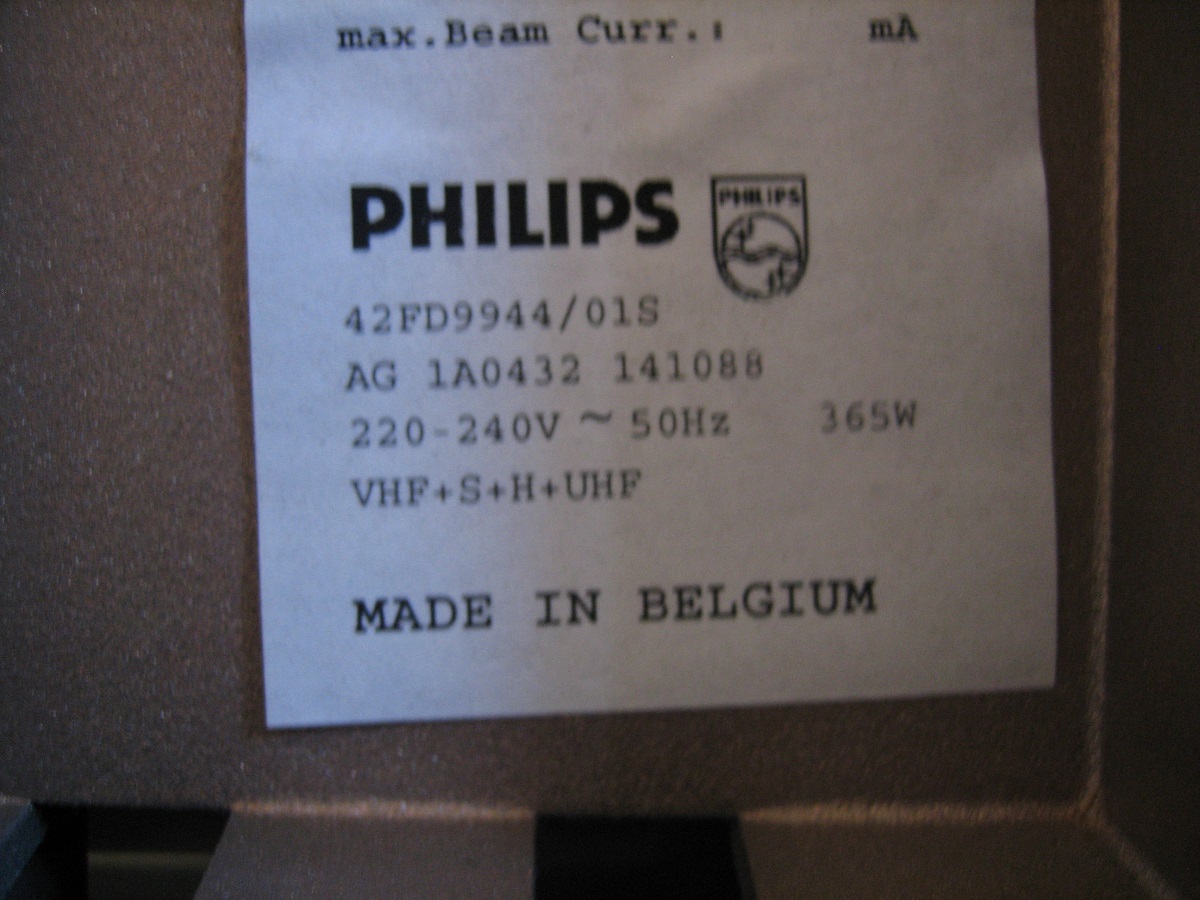 max.Beam Curr.: mA
PHILIPS
PHILIPS
42FD9944/01S
AG 1A0432 141088
220-240V ~ 50Hz 365W
VHF+S+H+UHF
MADE IN BELGIUM